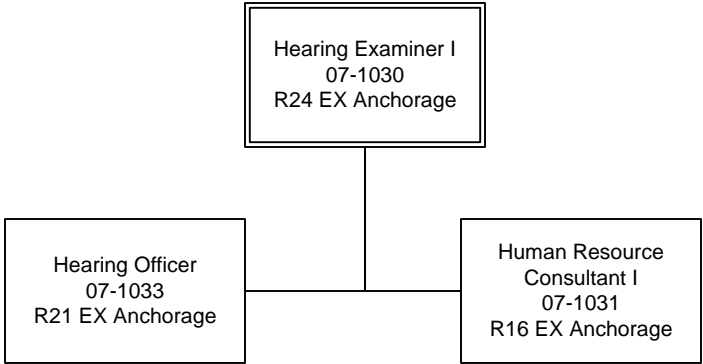 Hearing Examiner I
07-1030
R24 EX Anchorage
Hearing Officer
07-1033
R21 EX Anchorage
Human Resource
Consultant I
07-1031
R16 EX Anchorage